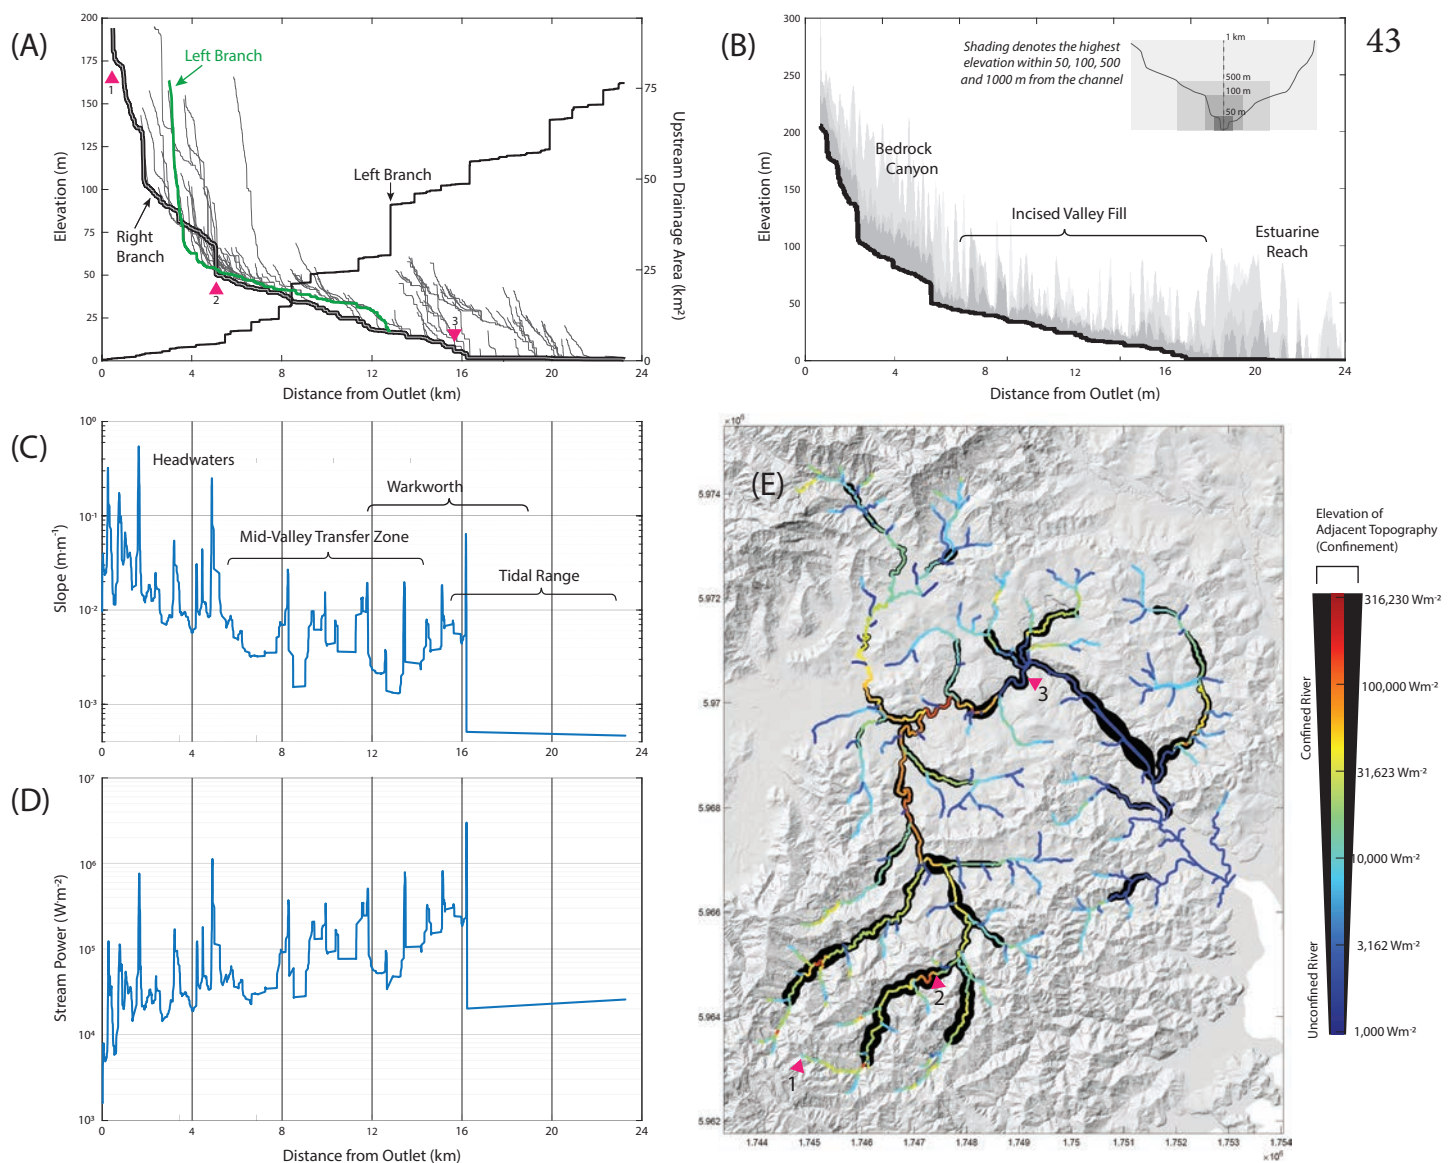 43
(A)
200
175
150
125
100
75
50
25
0
Elevation (m)
Left Branch
Right
Branch
Left Branch
1
2
3
75
50
25
0
Upstream Drainage Area (km²)
0
4
8
12
16
20
24
Distance from Outlet (km)
(B)
300
250
200
150
100
50
0
Elevation (m)
Shading denotes the highest
elevation within 50, 100, 500
and 1000 m from the channel
1 km
500 m
100 m
50 m
Bedrock
Canyon
Incised Valley Fill
Estuarine
Reach
0
4
8
12
16
20
24
Distance from Outlet (m)
(C)
10⁰
10⁻¹
10⁻²
10⁻³
Slope (m·m⁻¹)
Headwaters
Warkworth
Mid-Valley Transfer Zone
Tidal Range
0
4
8
12
16
20
24
(D)
10⁷
10⁶
10⁵
10⁴
10³
Stream Power (Wm⁻²)
0
4
8
12
16
20
24
Distance from Outlet (km)
(E)
×10⁶
5.974
5.972
5.97
5.968
5.966
5.964
5.962
1
2
3
1.744
1.745
1.746
1.747
1.748
1.749
1.75
1.751
1.752
1.753
1.754
×10⁶
Elevation of
Adjacent Topography
(Confinement)
316,230 Wm⁻²
100,000 Wm⁻²
31,623 Wm⁻²
10,000 Wm⁻²
3,162 Wm⁻²
1,000 Wm⁻²
Confined River
Unconfined River